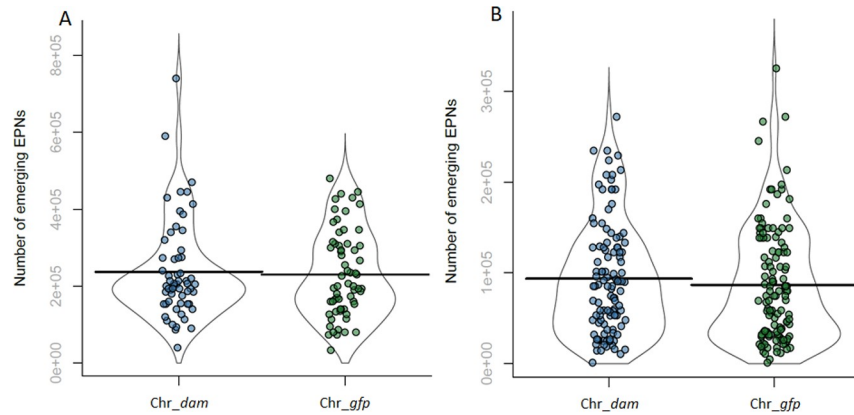 A
Number of emerging EPNs
8e+05
6e+05
4e+05
2e+05
0e+00
Chr_dam
Chr_gfp
B
Number of emerging EPNs
3e+05
2e+05
1e+05
0e+00
Chr_dam
Chr_gfp